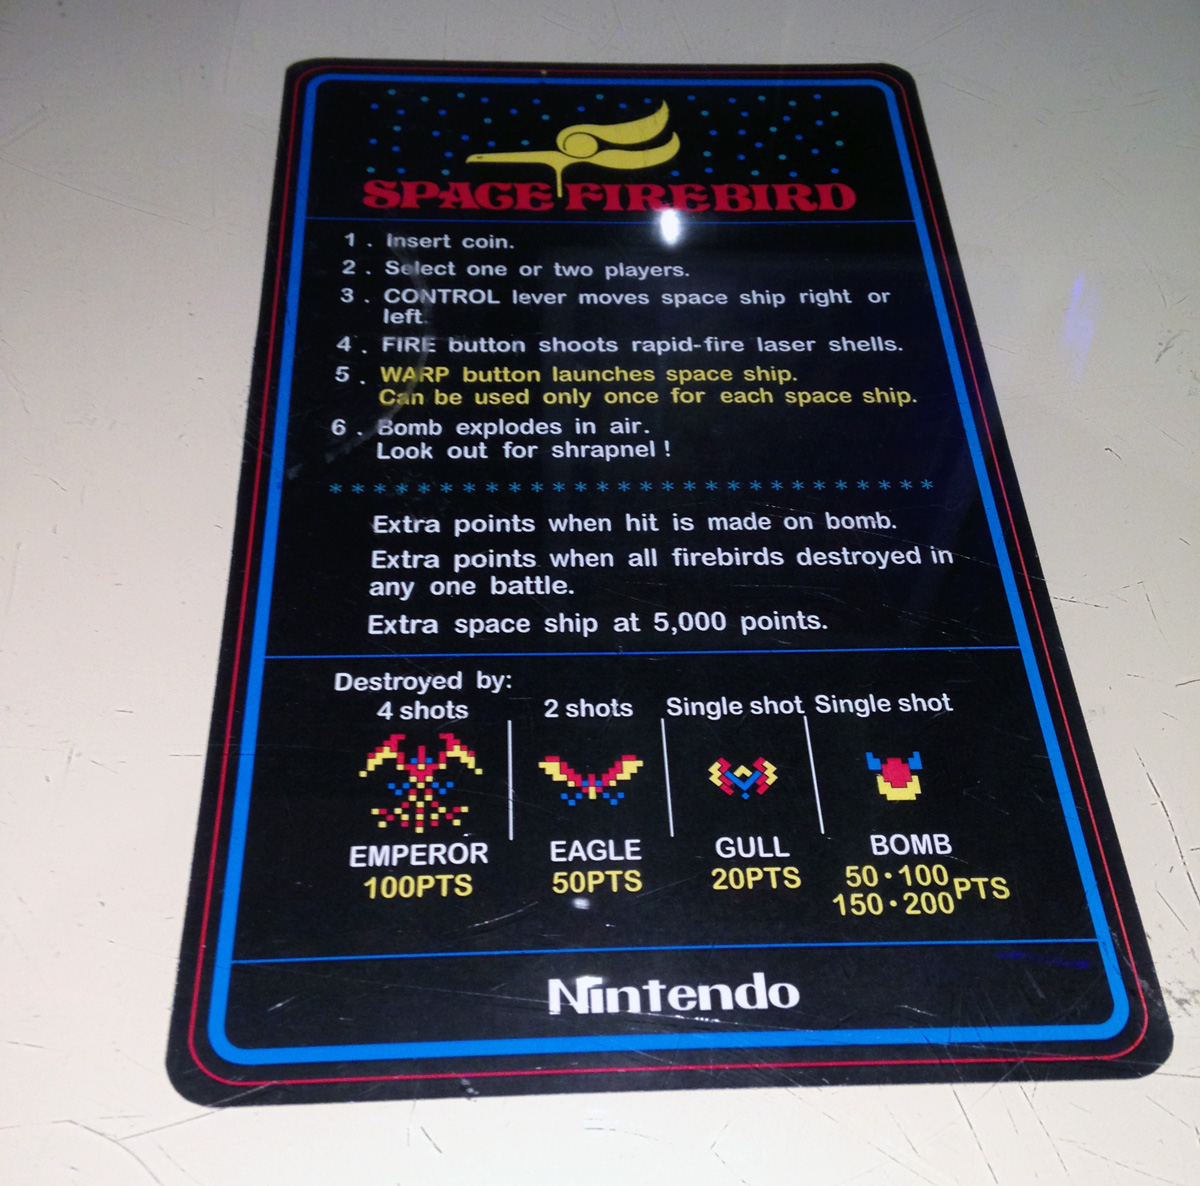 SPACE FIREBIRD
1. Insert coin.
2. Select one or two players.
3. CONTROL lever moves space ship right or
left.
4. FIRE button shoots rapid-fire laser shells.
5. WARP button launches space ship.
Can be used only once for each space ship.
6. Bomb explodes in air.
Look out for shrapnel!
***************************
Extra points when hit is made on bomb.
Extra points when all firebirds destroyed in
any one battle.
Extra space ship at 5,000 points.
Destroyed by:
4 shots 2 shots Single shot Single shot
EMPEROR EAGLE GULL BOMB
100PTS 50PTS 20PTS 50·100
150·200 PTS
Nintendo